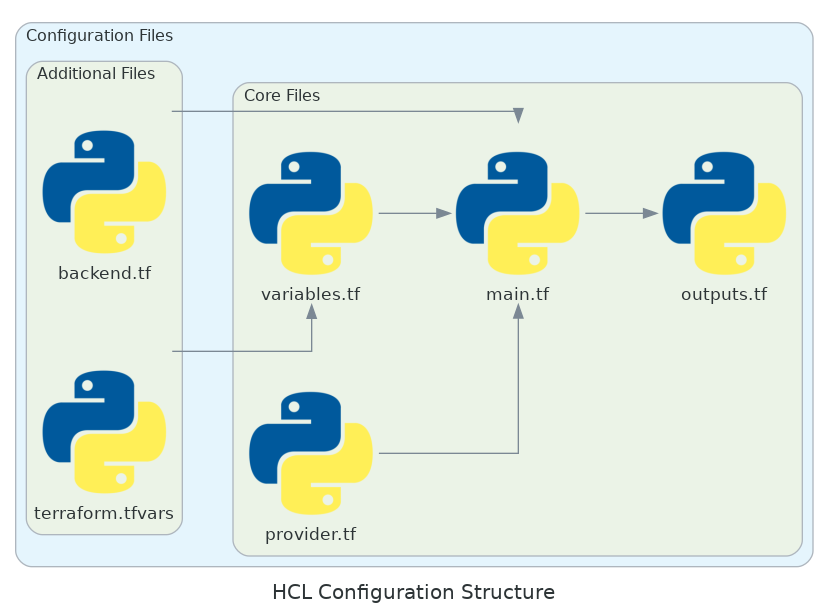 Configuration Files
Additional Files
Core Files
backend.tf
variables.tf
main.tf
outputs.tf
terraform.tfvars
provider.tf
HCL Configuration Structure